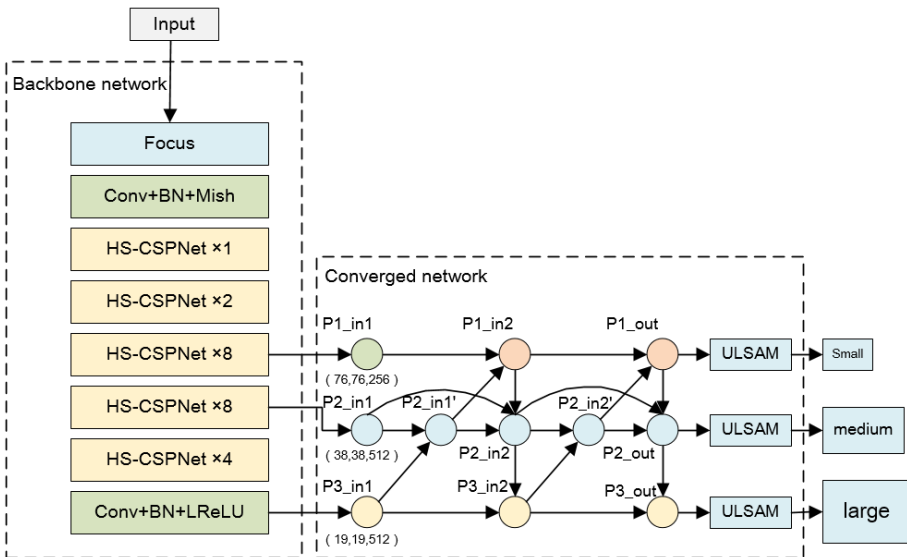 Input
Backbone network
Focus
Conv+BN+Mish
HS-CSPNet ×1
HS-CSPNet ×2
HS-CSPNet ×8
HS-CSPNet ×8
HS-CSPNet ×4
Conv+BN+LReLU
Converged network
P1_in1
P1_in2
P1_out
ULSAM
Small
( 76,76,256 )
P2_in1
P2_in1'
P2_in2'
ULSAM
medium
( 38,38,512 )
P2_in2
P2_out
P3_in1
P3_in2
P3_out
ULSAM
large
( 19,19,512 )